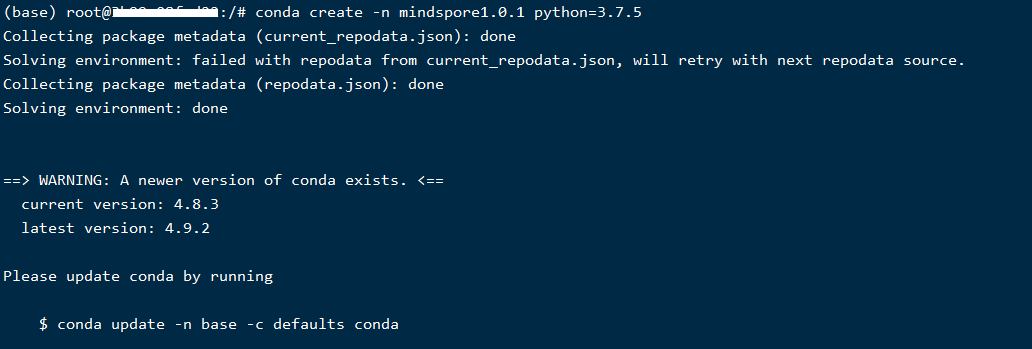 (base) root@:/# conda create -n mindspore1.0.1 python=3.7.5
Collecting package metadata (current_repodata.json): done
Solving environment: failed with repodata from current_repodata.json, will retry with next repodata source.
Collecting package metadata (repodata.json): done
Solving environment: done
==> WARNING: A newer version of conda exists. <==
current version: 4.8.3
latest version: 4.9.2
Please update conda by running
$ conda update -n base -c defaults conda